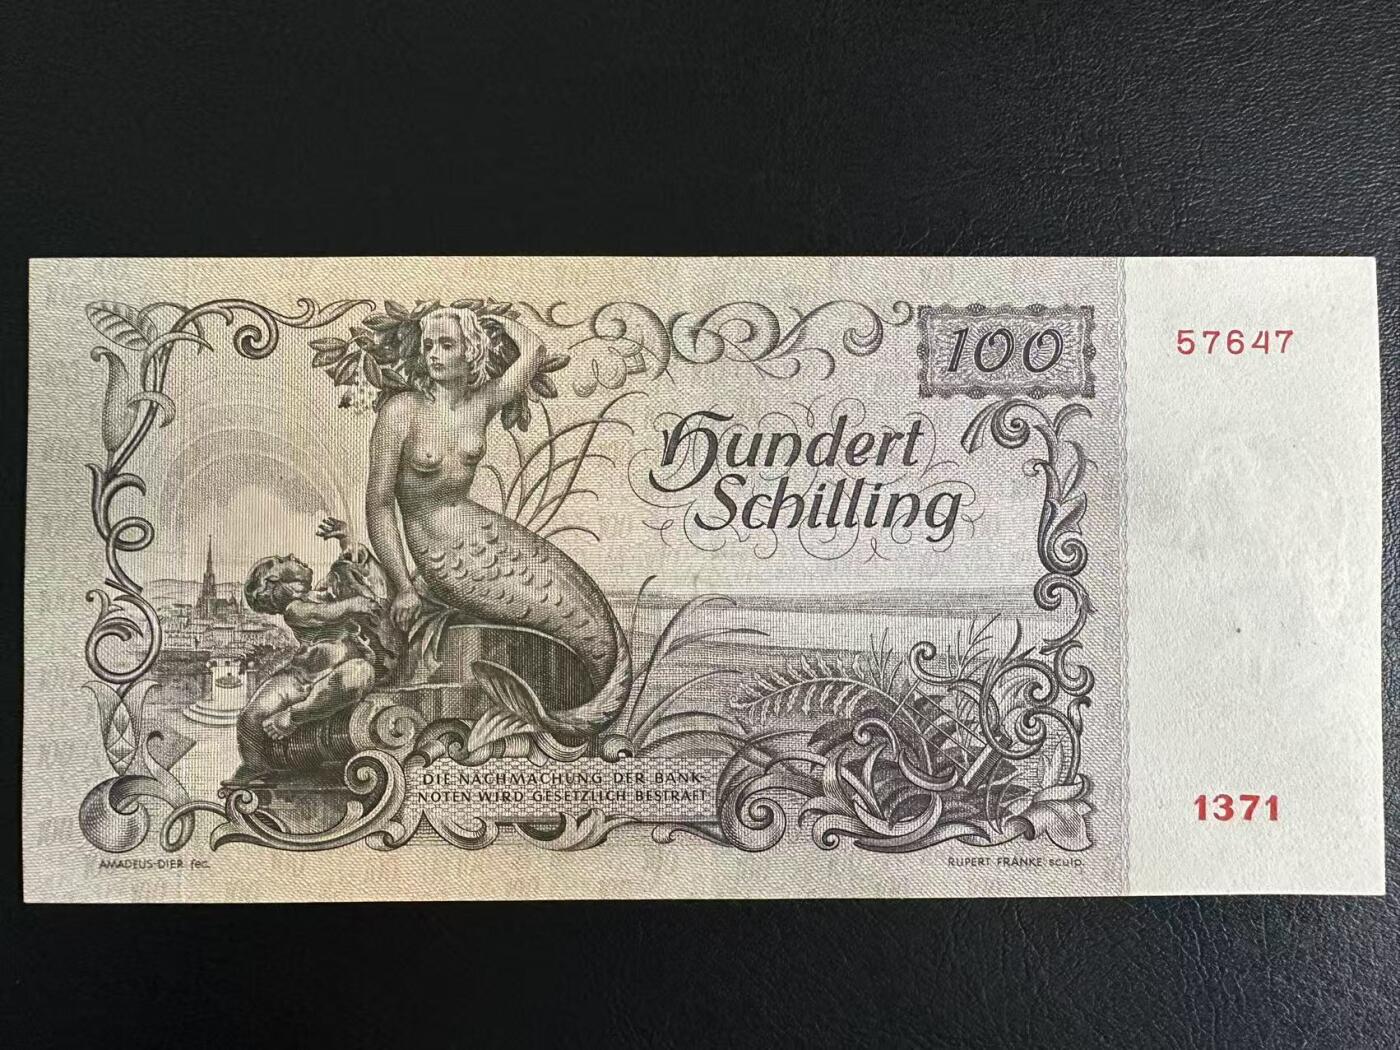 100
57647
Hundert
Schilling
DIE NACHMACHUNG DER BANK-
NOTEN WIRD GESETZLICH BESTRAFT
1371
AMADEUS-DIER fec.
RUPERT FRANKE sculp.